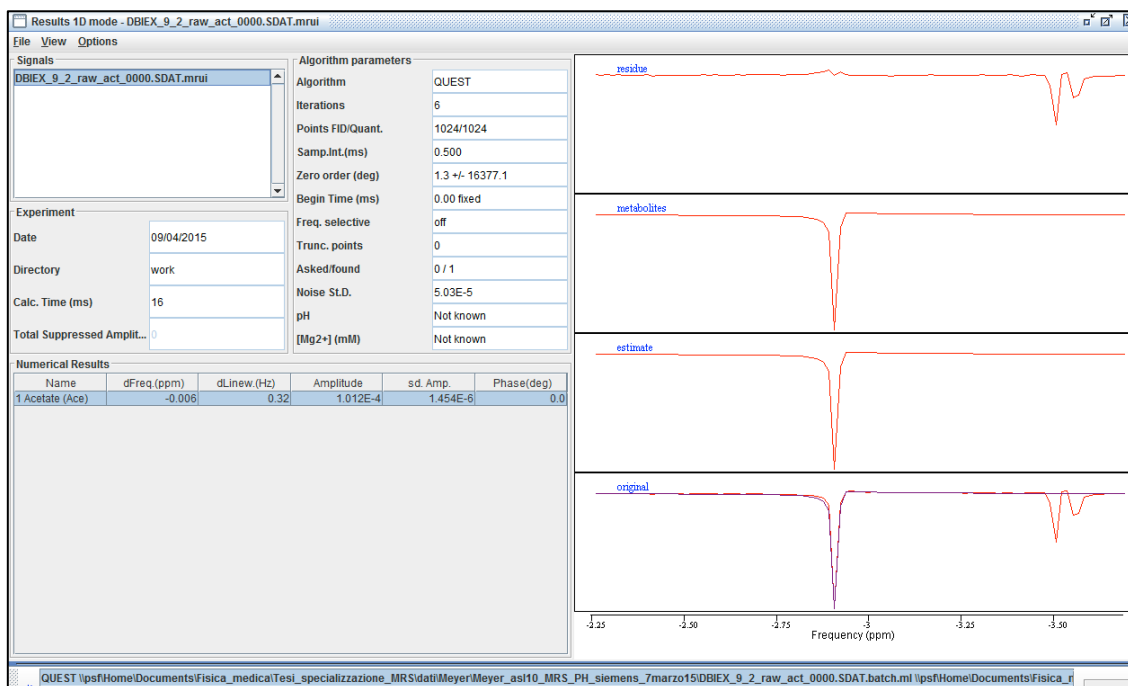 Results 1D mode - DBIEX_9_2_raw_act_0000.SDAT.mrui
File View Options
Signals
DBIEX_9_2_raw_act_0000.SDAT.mrui
Experiment
Date 09/04/2015
Directory work
Calc. Time (ms) 16
Total Suppressed Amplit... 0
Algorithm parameters
Algorithm QUEST
Iterations 6
Points FID/Quant. 1024/1024
Samp.Int.(ms) 0.500
Zero order (deg) 1.3 +/- 16377.1
Begin Time (ms) 0.00 fixed
Freq. selective off
Trunc. points 0
Asked/found 0 / 1
Noise St.D. 5.03E-5
pH Not known
[Mg2+] (mM) Not known
Numerical Results
Name dFreq.(ppm) dLinew.(Hz) Amplitude sd. Amp. Phase(deg)
1 Acetate (Ace) -0.006 0.32 1.012E-4 1.454E-6 0.0
residue
metabolites
estimate
original
-2.25 -2.50 -2.75 -3 -3.25 -3.50
Frequency (ppm)
QUEST \\psf\Home\Documents\Fisica_medica\Tesi_specializzazione_MRS\dati\Meyer\Meyer_asl10_MRS_PH_siemens_7marzo15\DBIEX_9_2_raw_act_0000.SDAT.batch.ml \\psf\Home\Documents\Fisica_r